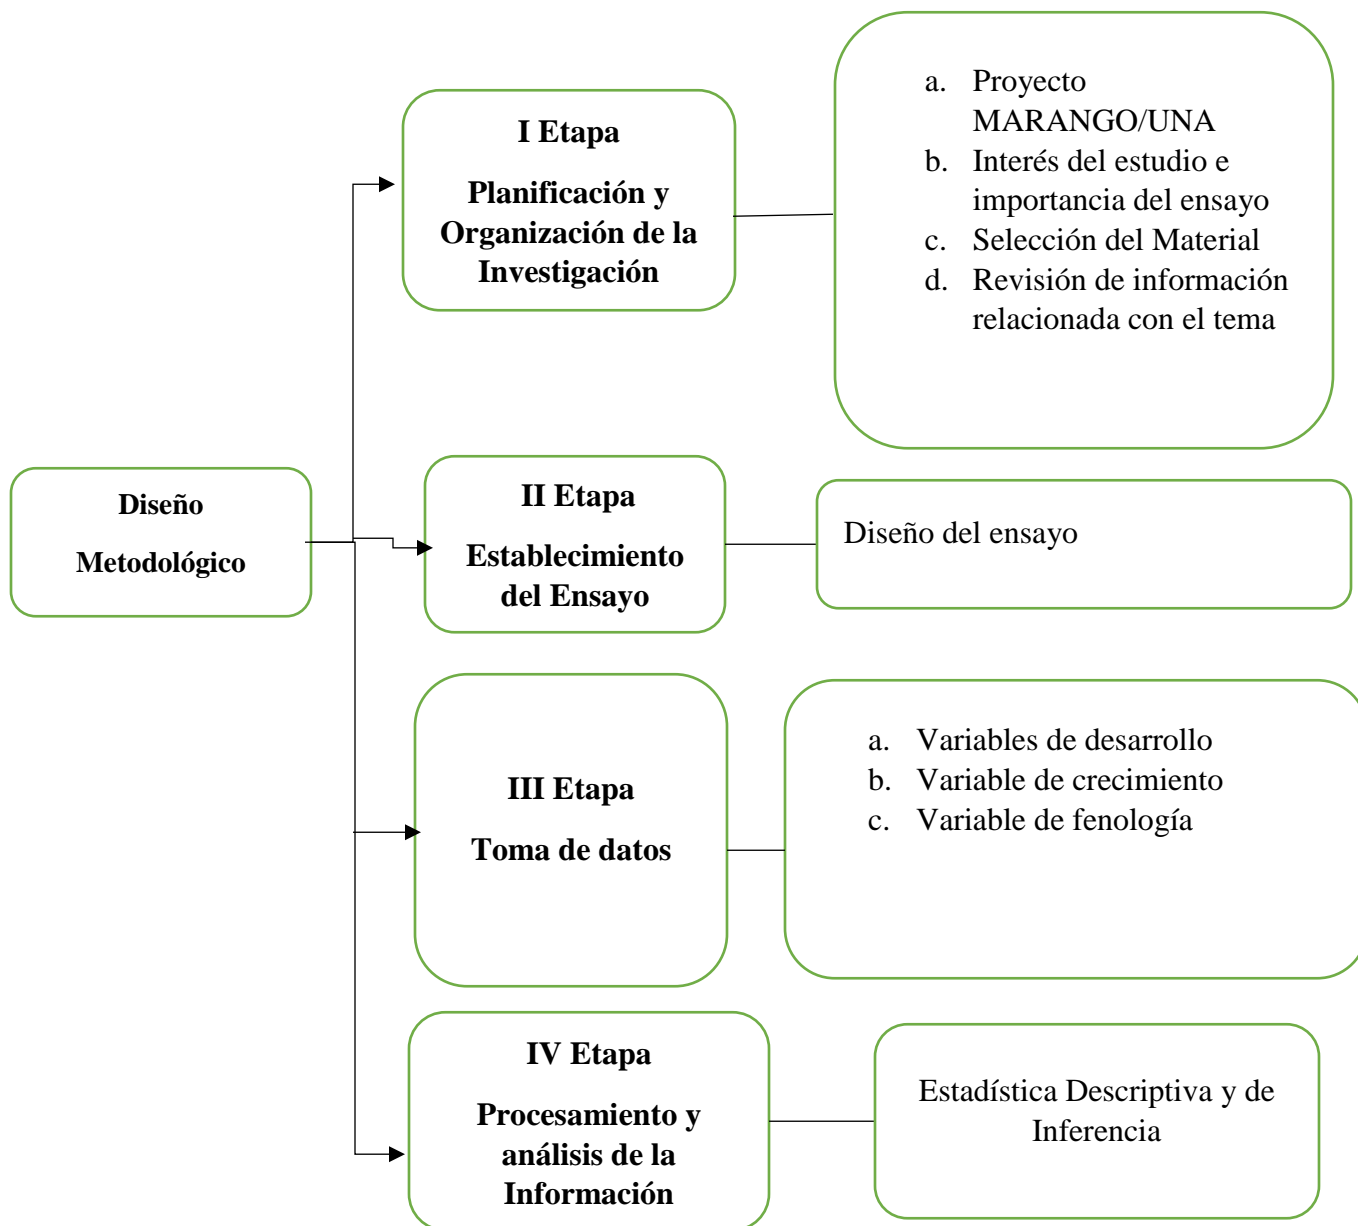 Diseño
Metodológico
I Etapa
Planificación y
Organización de la
Investigación
a. Proyecto
MARANGO/UNA
b. Interés del estudio e
importancia del ensayo
c. Selección del Material
d. Revisión de información
relacionada con el tema
II Etapa
Establecimiento
del Ensayo
Diseño del ensayo
III Etapa
Toma de datos
a. Variables de desarrollo
b. Variable de crecimiento
c. Variable de fenología
IV Etapa
Procesamiento y
análisis de la
Información
Estadística Descriptiva y de
Inferencia